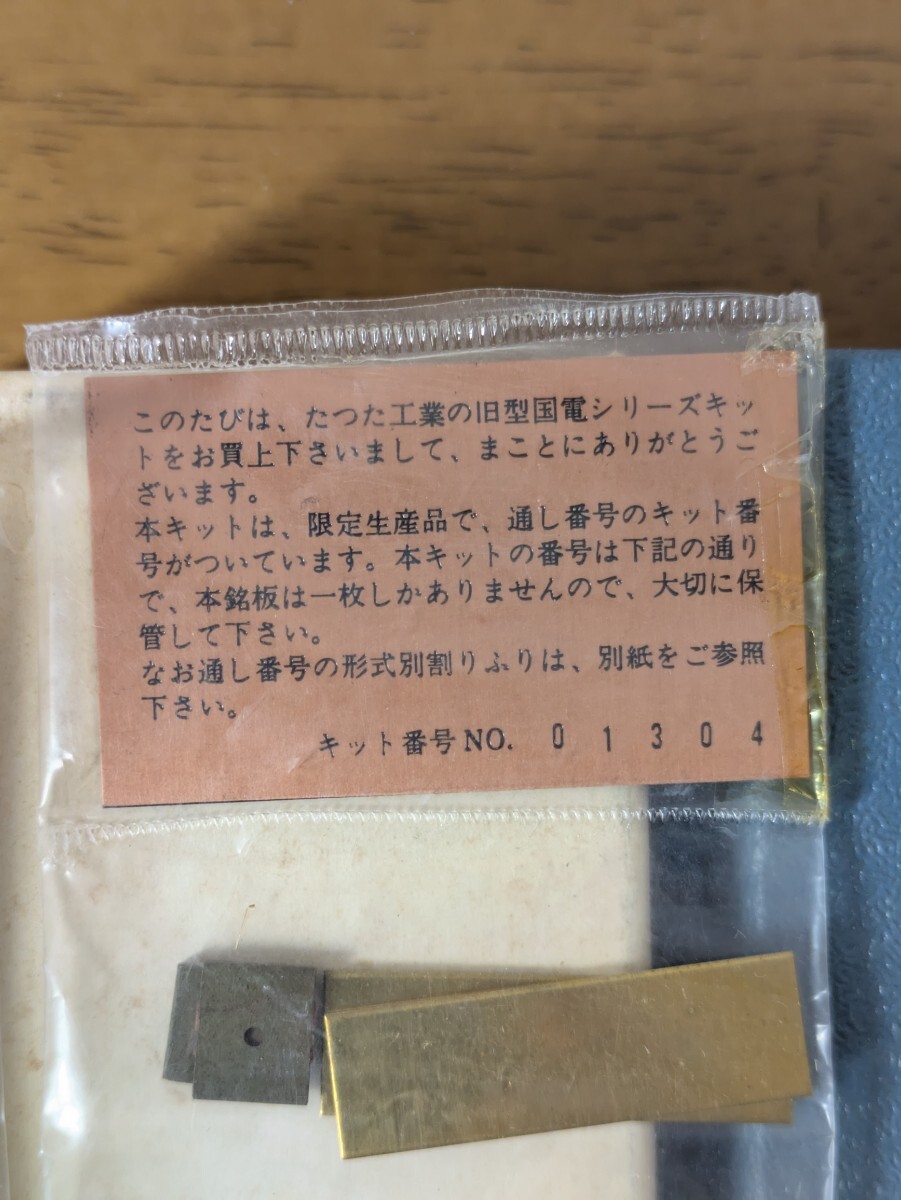 このたびは、たつた工業の旧型国電シリーズキッ
トをお買上下さいまして、まことにありがとうご
ざいます。
本キットは、限定生産品で、通し番号のキット番
号がついています。本キットの番号は下記の通り
で、本銘板は一枚しかありませんので、大切に保
管して下さい。
なお通し番号の形式別割りふりは、別紙をご参照
下さい。
キット番号NO. 01304